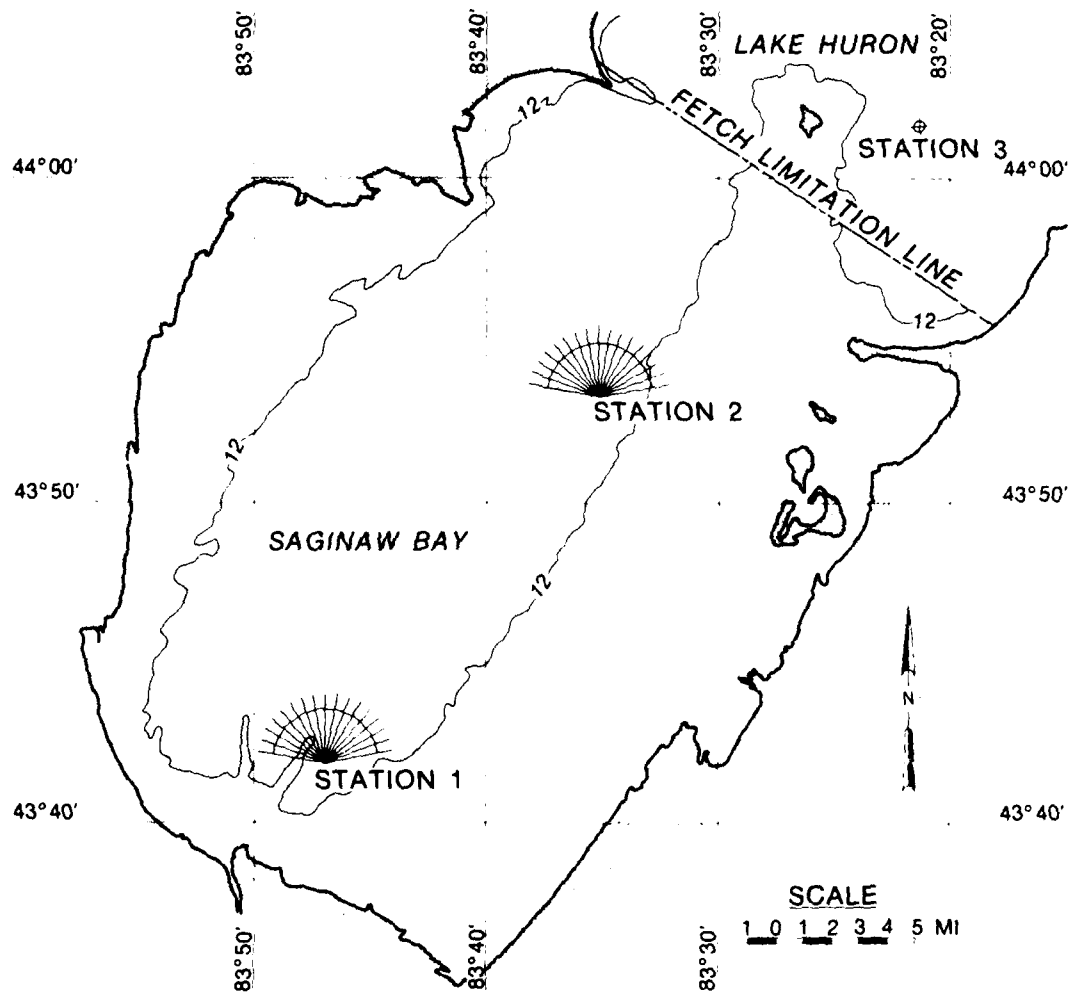 83°50'
83°40'
83°30'
83°20'
LAKE HURON
12
FETCH LIMITATION LINE
STATION 3
44°00'
44°00'
12
STATION 2
12
43°50'
43°50'
SAGINAW BAY
12
N
STATION 1
43°40'
43°40'
SCALE
1 0 1 2 3 4 5 MI
83°50'
83°40'
83°30'